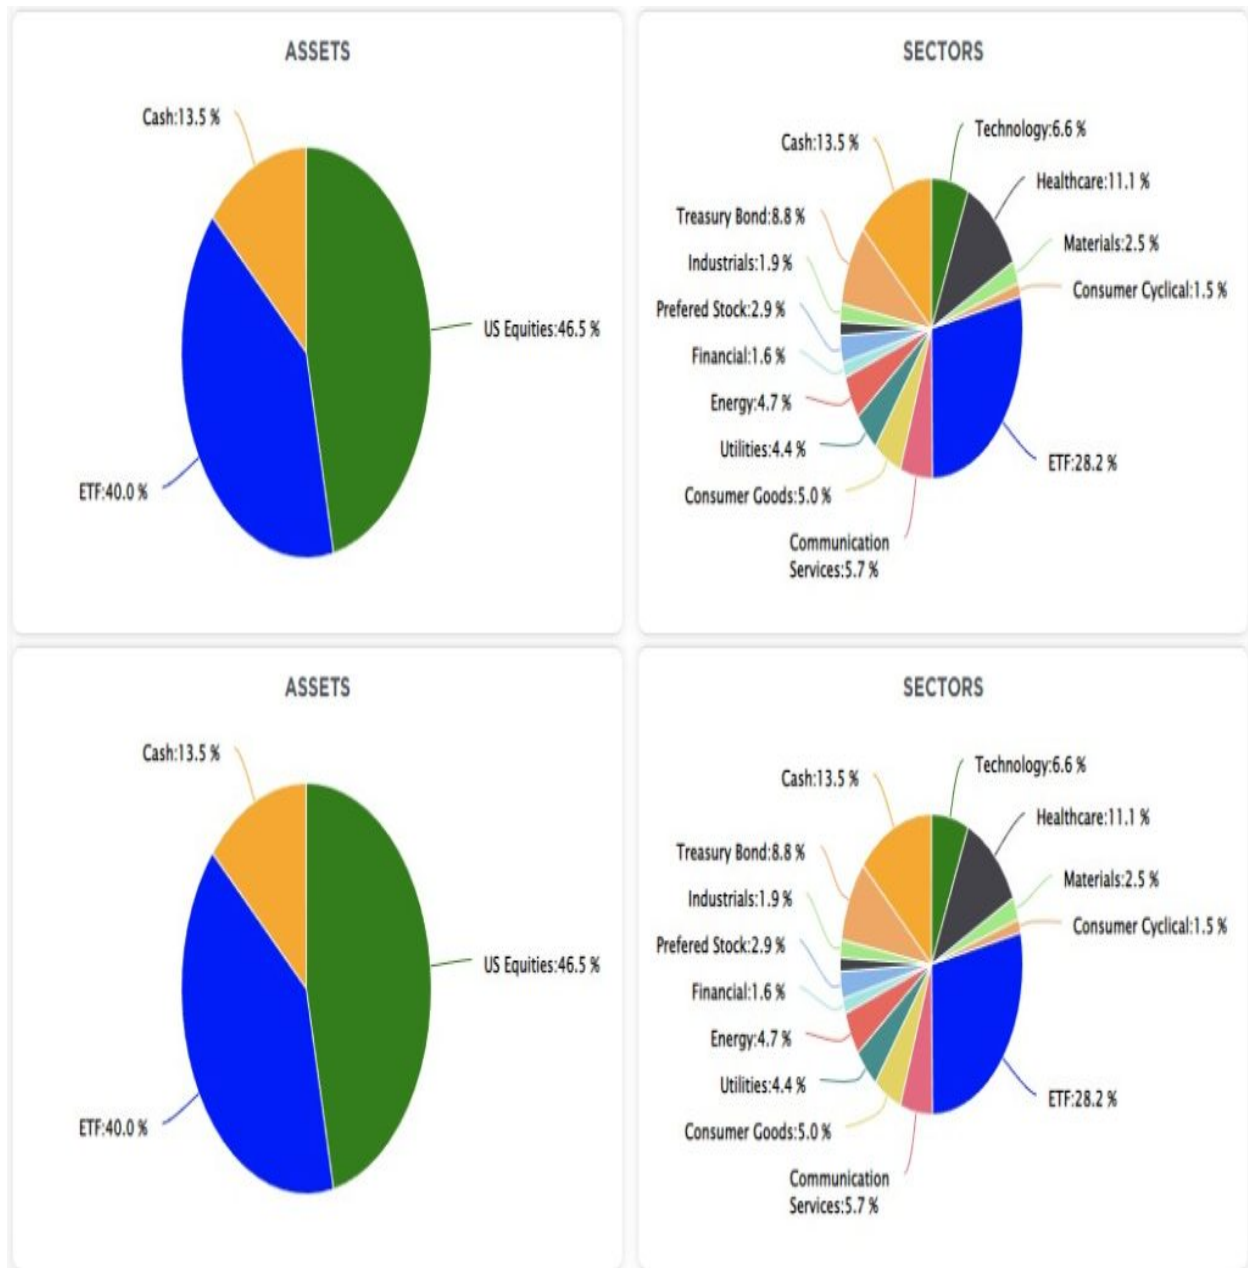 ASSETS
Cash:13.5 %
US Equities:46.5 %
ETF:40.0 %
SECTORS
Technology:6.6 %
Cash:13.5 %
Healthcare:11.1 %
Treasury Bond:8.8 %
Materials:2.5 %
Industrials:1.9 %
Consumer Cyclical:1.5 %
Prefered Stock:2.9 %
Financial:1.6 %
Energy:4.7 %
Utilities:4.4 %
ETF:28.2 %
Consumer Goods:5.0 %
Communication
Services:5.7 %
ASSETS
Cash:13.5 %
US Equities:46.5 %
ETF:40.0 %
SECTORS
Technology:6.6 %
Cash:13.5 %
Healthcare:11.1 %
Treasury Bond:8.8 %
Materials:2.5 %
Industrials:1.9 %
Consumer Cyclical:1.5 %
Prefered Stock:2.9 %
Financial:1.6 %
Energy:4.7 %
Utilities:4.4 %
ETF:28.2 %
Consumer Goods:5.0 %
Communication
Services:5.7 %